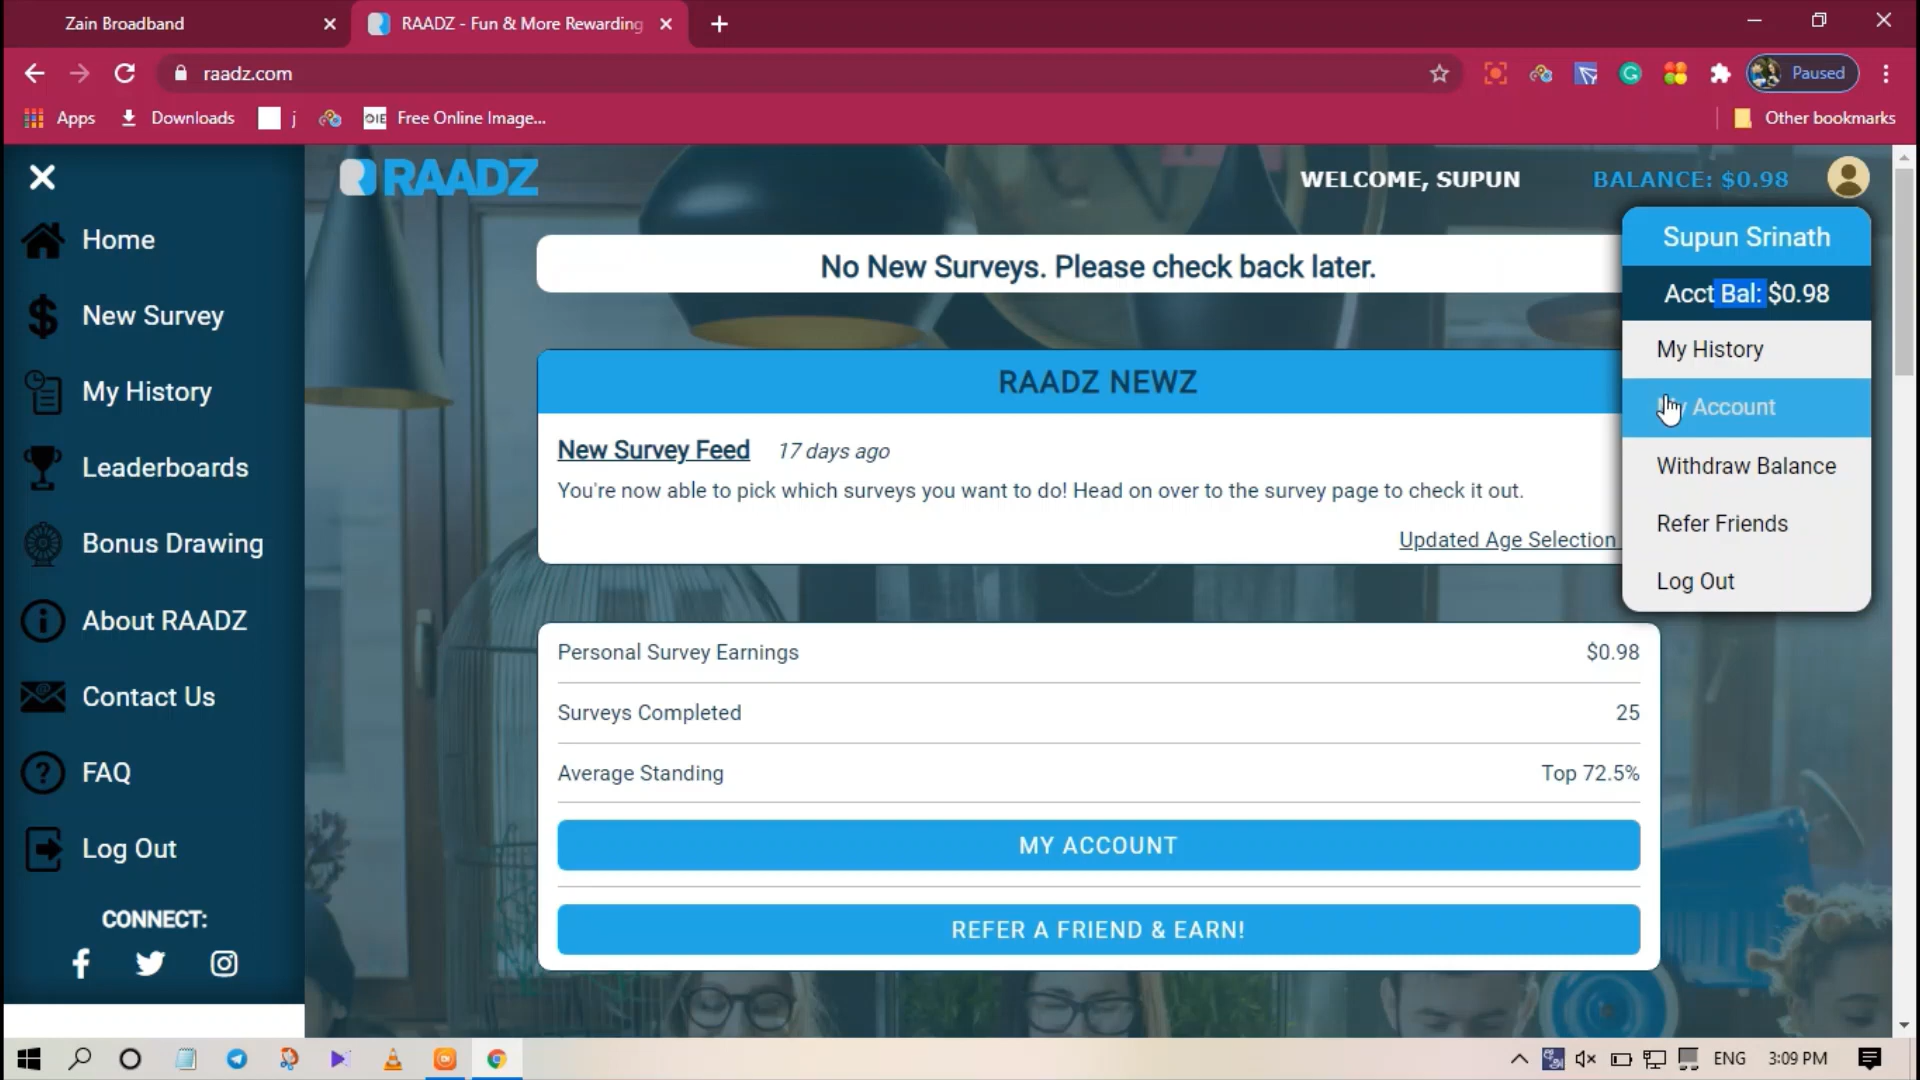 Zain Broadband
RAADZ - Fun & More Rewarding
raadz.com
Paused
Apps
Downloads
j
OIE
Free Online Image...
Other bookmarks
RAADZ
WELCOME, SUPUN
BALANCE: $0.98
Home
New Survey
My History
Leaderboards
Bonus Drawing
About RAADZ
Contact Us
FAQ
Log Out
CONNECT:
Supun Srinath
Acct Bal: $0.98
My History
Account
Withdraw Balance
Refer Friends
Log Out
No New Surveys. Please check back later.
RAADZ NEWZ
New Survey Feed 17 days ago
You're now able to pick which surveys you want to do! Head on over to the survey page to check it out.
Updated Age Selection
Personal Survey Earnings $0.98
Surveys Completed 25
Average Standing Top 72.5%
MY ACCOUNT
REFER A FRIEND & EARN!
ENG
3:09 PM